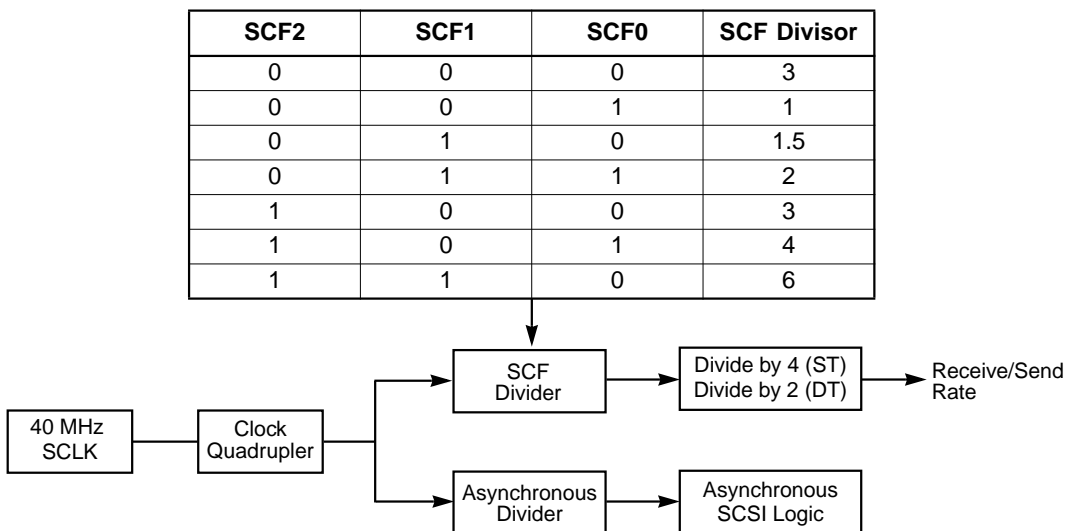 SCF2 SCF1 SCF0 SCF Divisor
0 0 0 3
0 0 1 1
0 1 0 1.5
0 1 1 2
1 0 0 3
1 0 1 4
1 1 0 6
SCF
Divider
Divide by 4 (ST)
Divide by 2 (DT)
Receive/Send
Rate
40 MHz
SCLK
Clock
Quadrupler
Asynchronous
Divider
Asynchronous
SCSI Logic